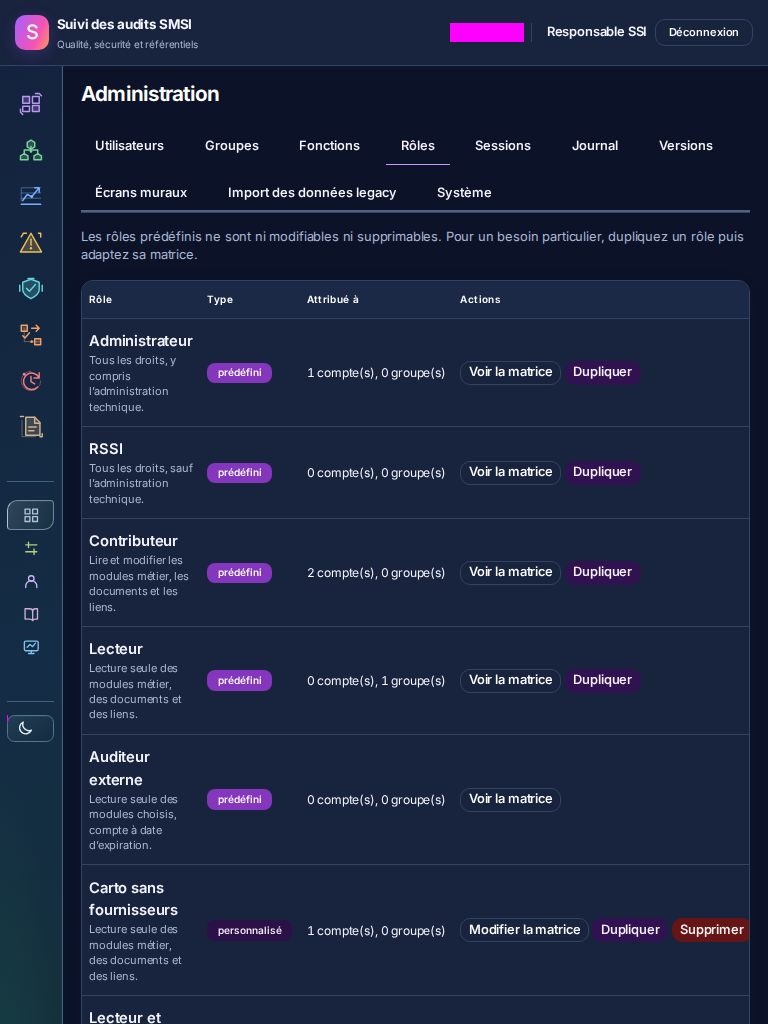 S
Suivi des audits SMSI
Qualité, sécurité et référentiels
Responsable SSI
Déconnexion
Administration
Utilisateurs Groupes Fonctions Rôles Sessions Journal Versions
Écrans muraux Import des données legacy Système
Les rôles prédéfinis ne sont ni modifiables ni supprimables. Pour un besoin particulier, dupliquez un rôle puis
adaptez sa matrice.
Rôle Type Attribué à Actions
Administrateur
Tous les droits, y
compris
l'administration
technique.
prédéfini 1 compte(s), 0 groupe(s) Voir la matrice Dupliquer
RSSI
Tous les droits, sauf
l'administration
technique.
prédéfini 0 compte(s), 0 groupe(s) Voir la matrice Dupliquer
Contributeur
Lire et modifier les
modules métier, les
documents et les
liens.
prédéfini 2 compte(s), 0 groupe(s) Voir la matrice Dupliquer
Lecteur
Lecture seule des
modules métier,
des documents et
des liens.
prédéfini 0 compte(s), 1 groupe(s) Voir la matrice Dupliquer
Auditeur
externe
Lecture seule des
modules choisis,
compte à date
d'expiration.
prédéfini 0 compte(s), 0 groupe(s) Voir la matrice
Carto sans
fournisseurs
Lecture seule des
modules métier,
des documents et
des liens.
personnalisé 1 compte(s), 0 groupe(s) Modifier la matrice Dupliquer Supprimer
Lecteur et